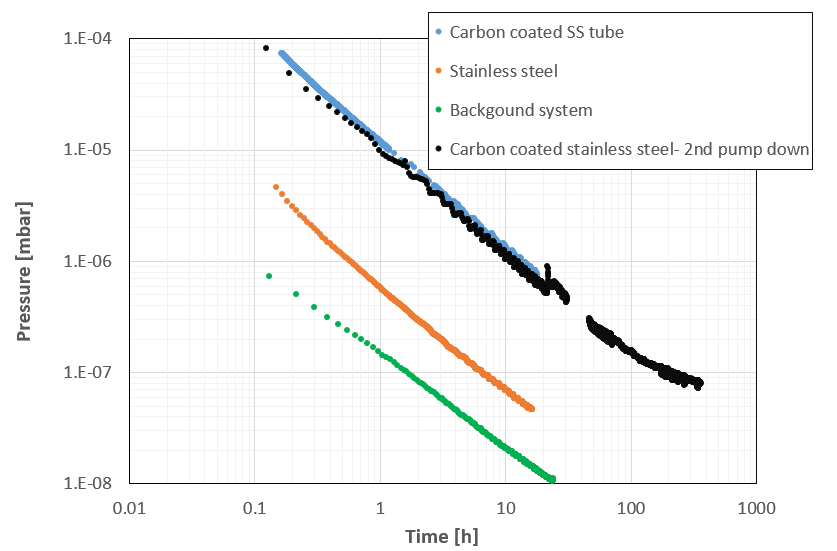 Carbon coated SS tube
Stainless steel
Backgound system
Carbon coated stainless steel- 2nd pump down
1.E-04
1.E-05
1.E-06
1.E-07
1.E-08
Pressure [mbar]
0.01
0.1
1
10
100
1000
Time [h]